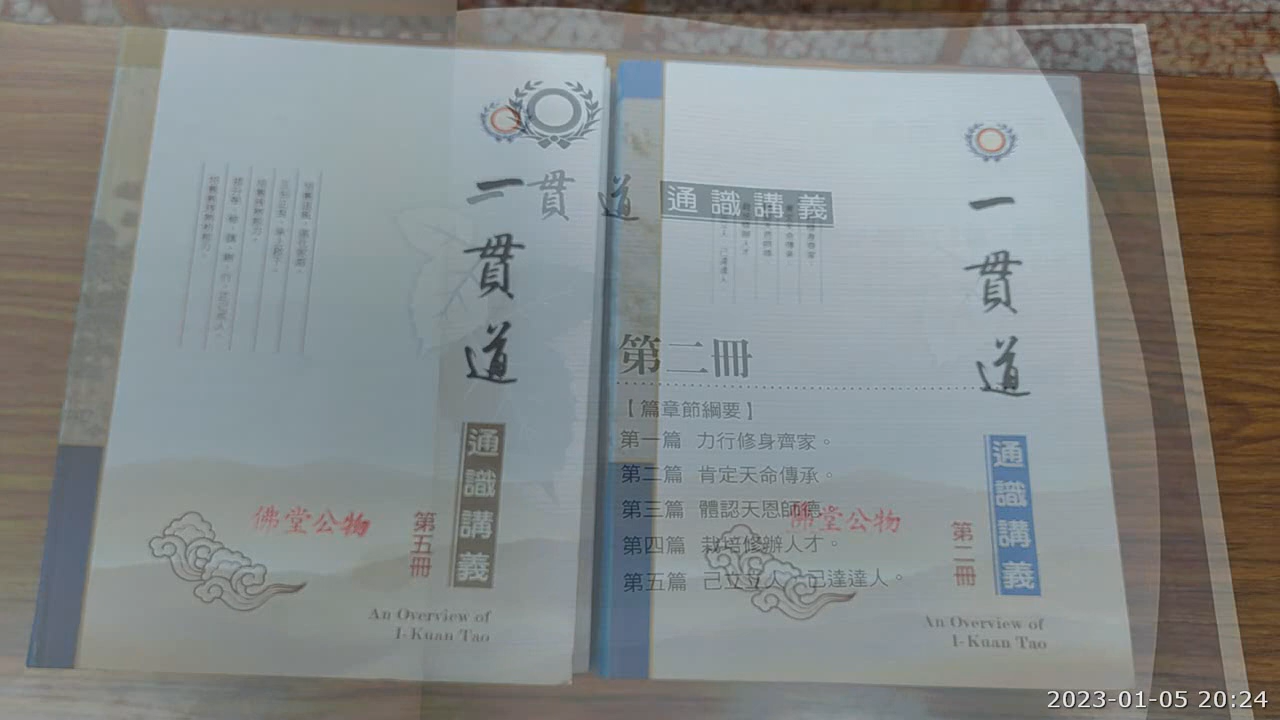 一貫道
通識講義
第五冊
佛堂公物
An Overview of
I-Kuan Tao
一貫道
通識講義
第二冊
【篇章節綱要】
第一篇 力行修身齊家。
第二篇 肯定天命傳承。
第三篇 體認天恩師德
第四篇 栽培修辦人才。
第五篇 己立立人 己達達人。
一貫道
通識講義
第二冊
佛堂公物
An Overview of
I-Kuan Tao
2023-01-05 20:24